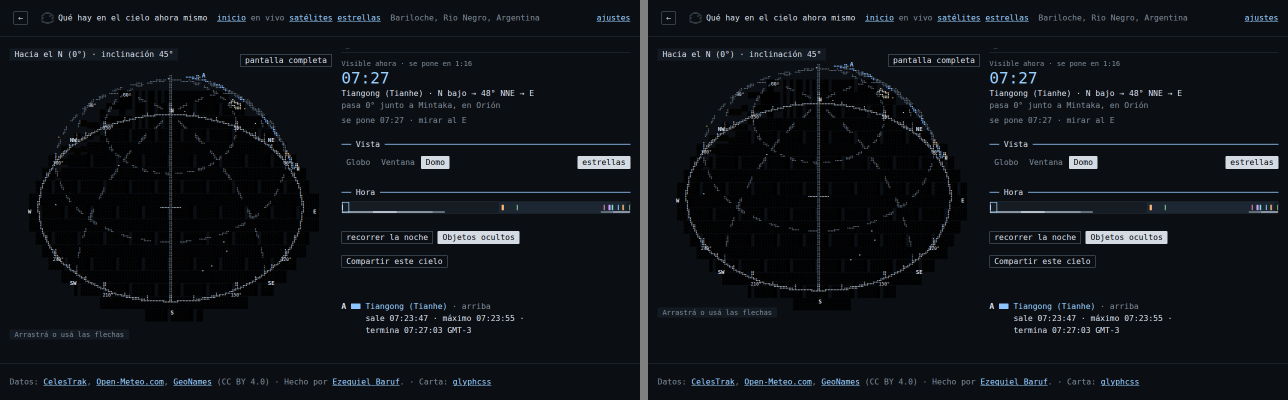 ← Qué hay en el cielo ahora mismo inicio en vivo satélites estrellas Bariloche, Rio Negro, Argentina ajustes
Hacia el N (0°) · inclinación 45°
pantalla completa
A
N
NW
NE
W
E
SW
SE
210°
150°
S
Arrastrá o usá las flechas
Visible ahora · se pone en 1:16
07:27
Tiangong (Tianhe) · N bajo → 48° NNE → E
pasa 0° junto a Mintaka, en Orión
se pone 07:27 · mirar al E
Vista
Globo Ventana Domo estrellas
Hora
recorrer la noche Objetos ocultos
Compartir este cielo
A Tiangong (Tianhe) · arriba
sale 07:23:47 · máximo 07:23:55 ·
termina 07:27:03 GMT-3
Datos: CelesTrak, Open-Meteo.com, GeoNames (CC BY 4.0) · Hecho por Ezequiel Baruf. · Carta: glyphcss
← Qué hay en el cielo ahora mismo inicio en vivo satélites estrellas Bariloche, Rio Negro, Argentina ajustes
Hacia el N (0°) · inclinación 45°
pantalla completa
A
N
NW
NE
W
E
SW
SE
210°
150°
S
Arrastrá o usá las flechas
Visible ahora · se pone en 1:16
07:27
Tiangong (Tianhe) · N bajo → 48° NNE → E
pasa 0° junto a Mintaka, en Orión
se pone 07:27 · mirar al E
Vista
Globo Ventana Domo estrellas
Hora
recorrer la noche Objetos ocultos
Compartir este cielo
A Tiangong (Tianhe) · arriba
sale 07:23:47 · máximo 07:23:55 ·
termina 07:27:03 GMT-3
Datos: CelesTrak, Open-Meteo.com, GeoNames (CC BY 4.0) · Hecho por Ezequiel Baruf. · Carta: glyphcss